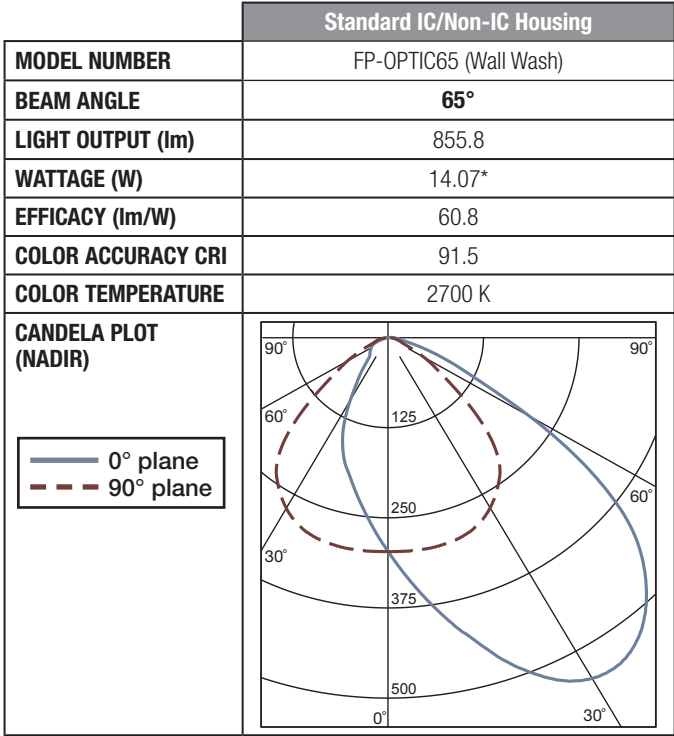 Standard IC/Non-IC Housing
MODEL NUMBER FP-OPTIC65 (Wall Wash)
BEAM ANGLE 65°
LIGHT OUTPUT (lm) 855.8
WATTAGE (W) 14.07*
EFFICACY (lm/W) 60.8
COLOR ACCURACY CRI 91.5
COLOR TEMPERATURE 2700 K
CANDELA PLOT
(NADIR)
0° plane
90° plane
90° 90°
60° 125
250 60°
30°
375
500
0° 30°